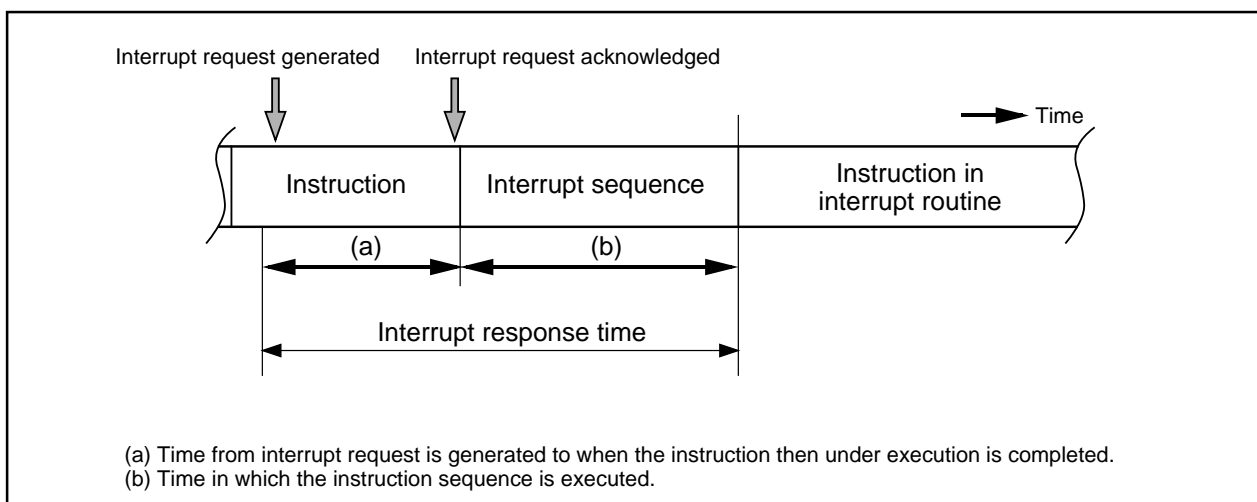 Interrupt request generated
Interrupt request acknowledged
Time
Instruction
Interrupt sequence
Instruction in
interrupt routine
(a)
(b)
Interrupt response time
(a) Time from interrupt request is generated to when the instruction then under execution is completed.
(b) Time in which the instruction sequence is executed.